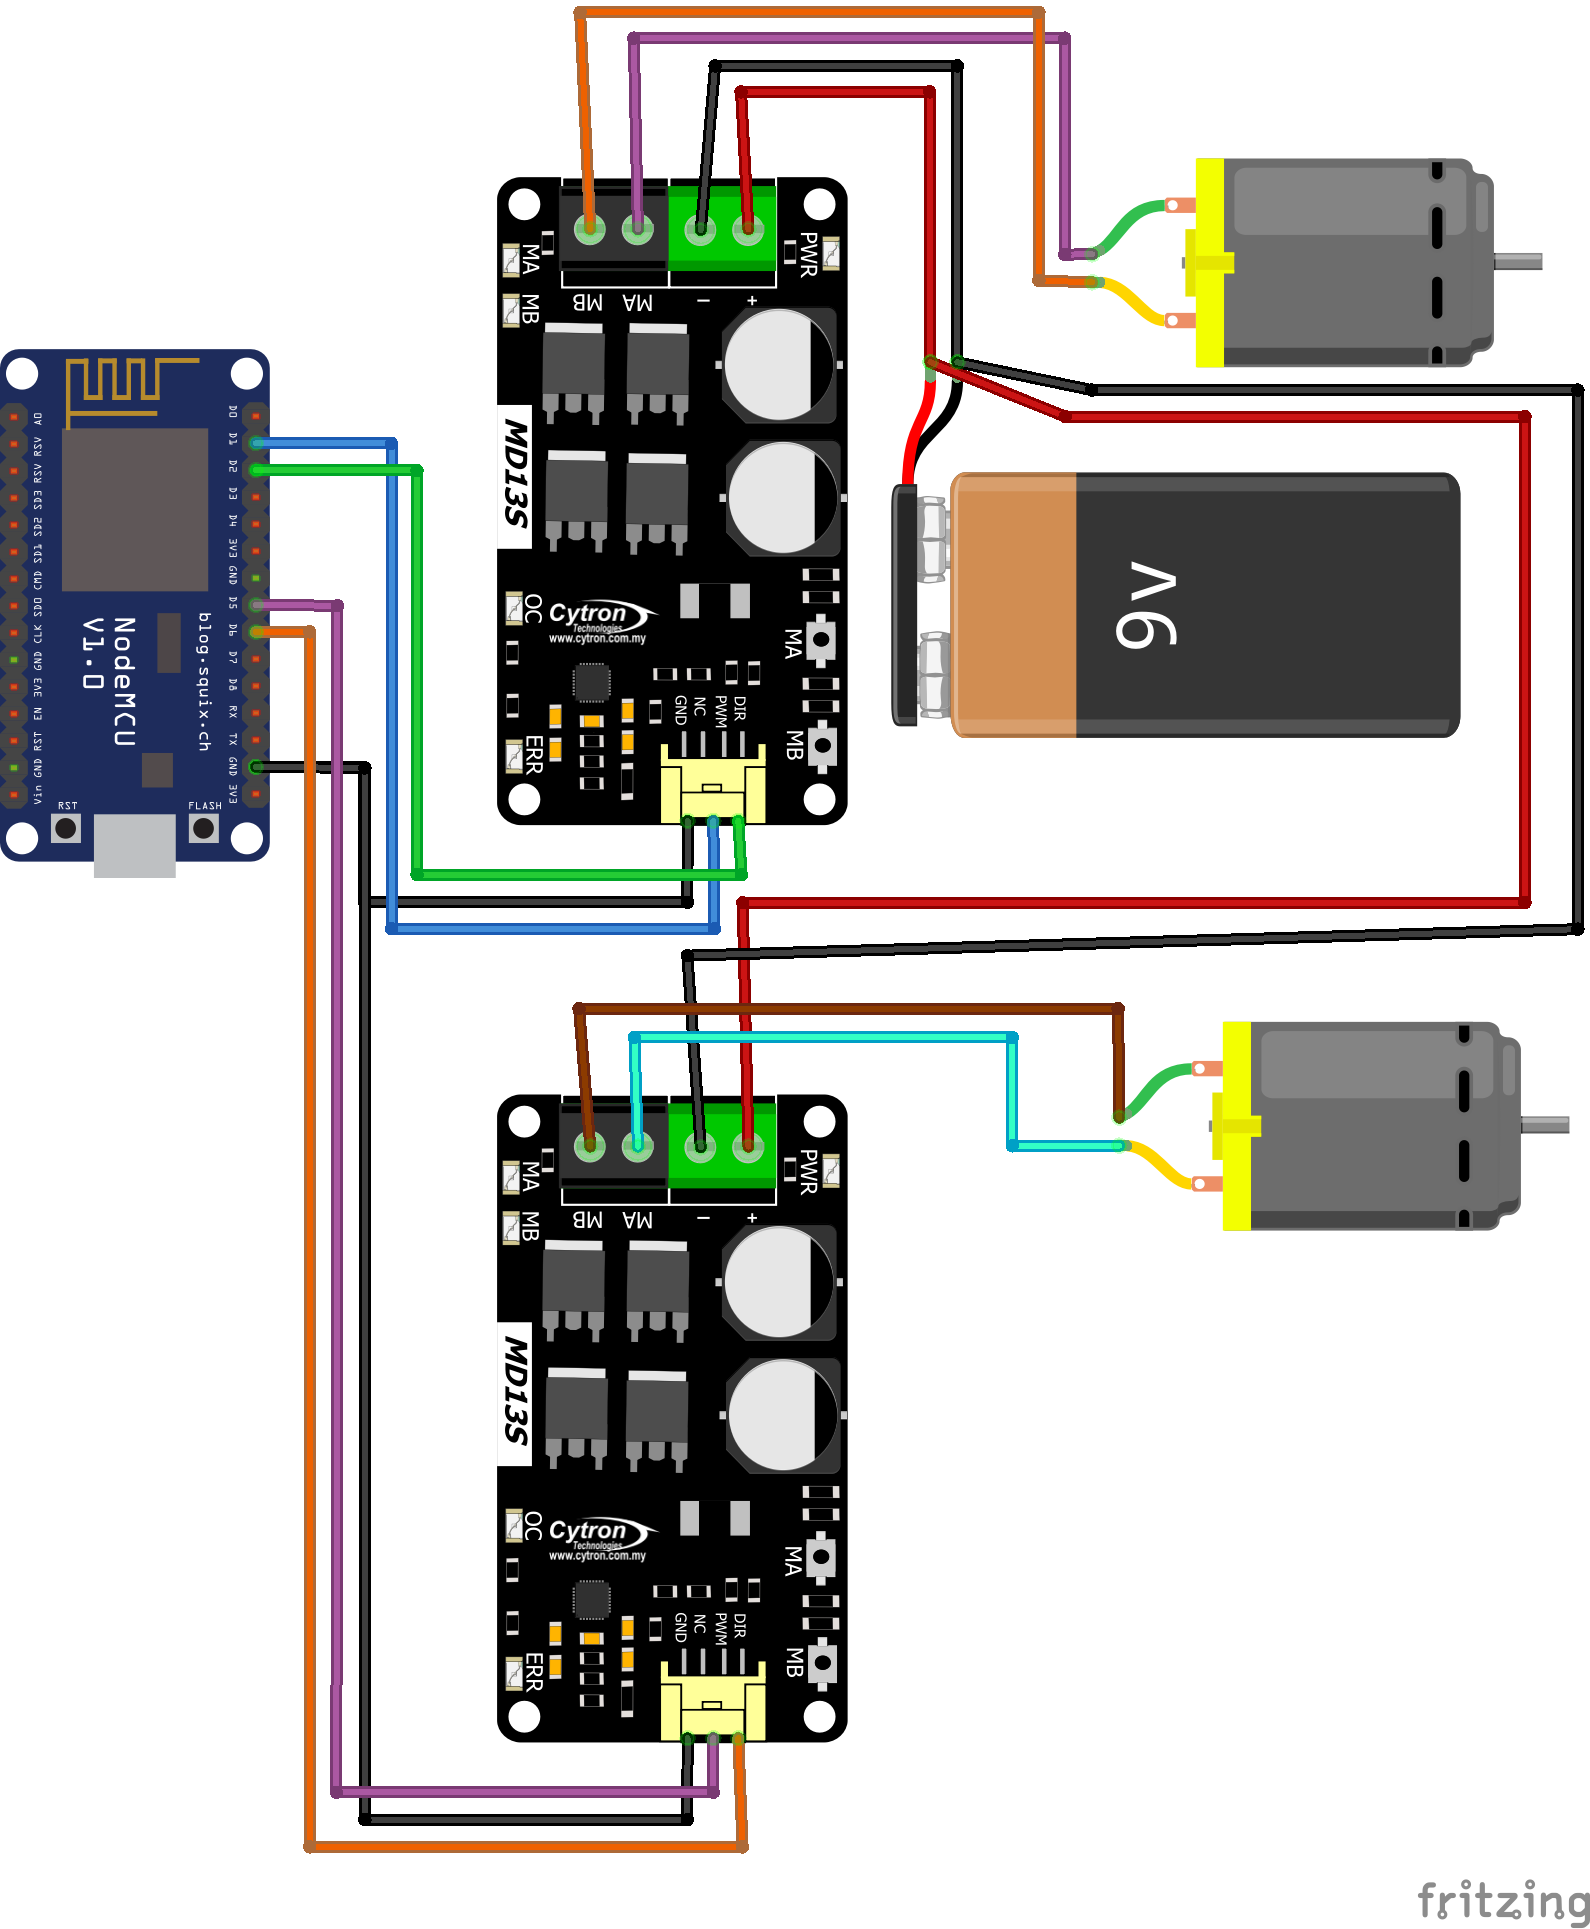 MB
MA
−
+
PWR
MA
MB
MD13S
OC
Cytron
Technologies
www.cytron.com.my
MA
GND
NC
PWM
DIR
ERR
MB
A0
RSV
RSV
SD3
SD2
SD1
CMD
SD0
CLK
GND
3V3
EN
RST
GND
Vin
D0
D1
D2
D3
D4
3V3
GND
D5
D6
D7
D8
RX
TX
GND
3V3
NodeMCU
V1.0
blog.squix.ch
RST
FLASH
9v
MB
MA
−
+
PWR
MA
MB
MD13S
OC
Cytron
Technologies
www.cytron.com.my
MA
GND
NC
PWM
DIR
ERR
MB
fritzing